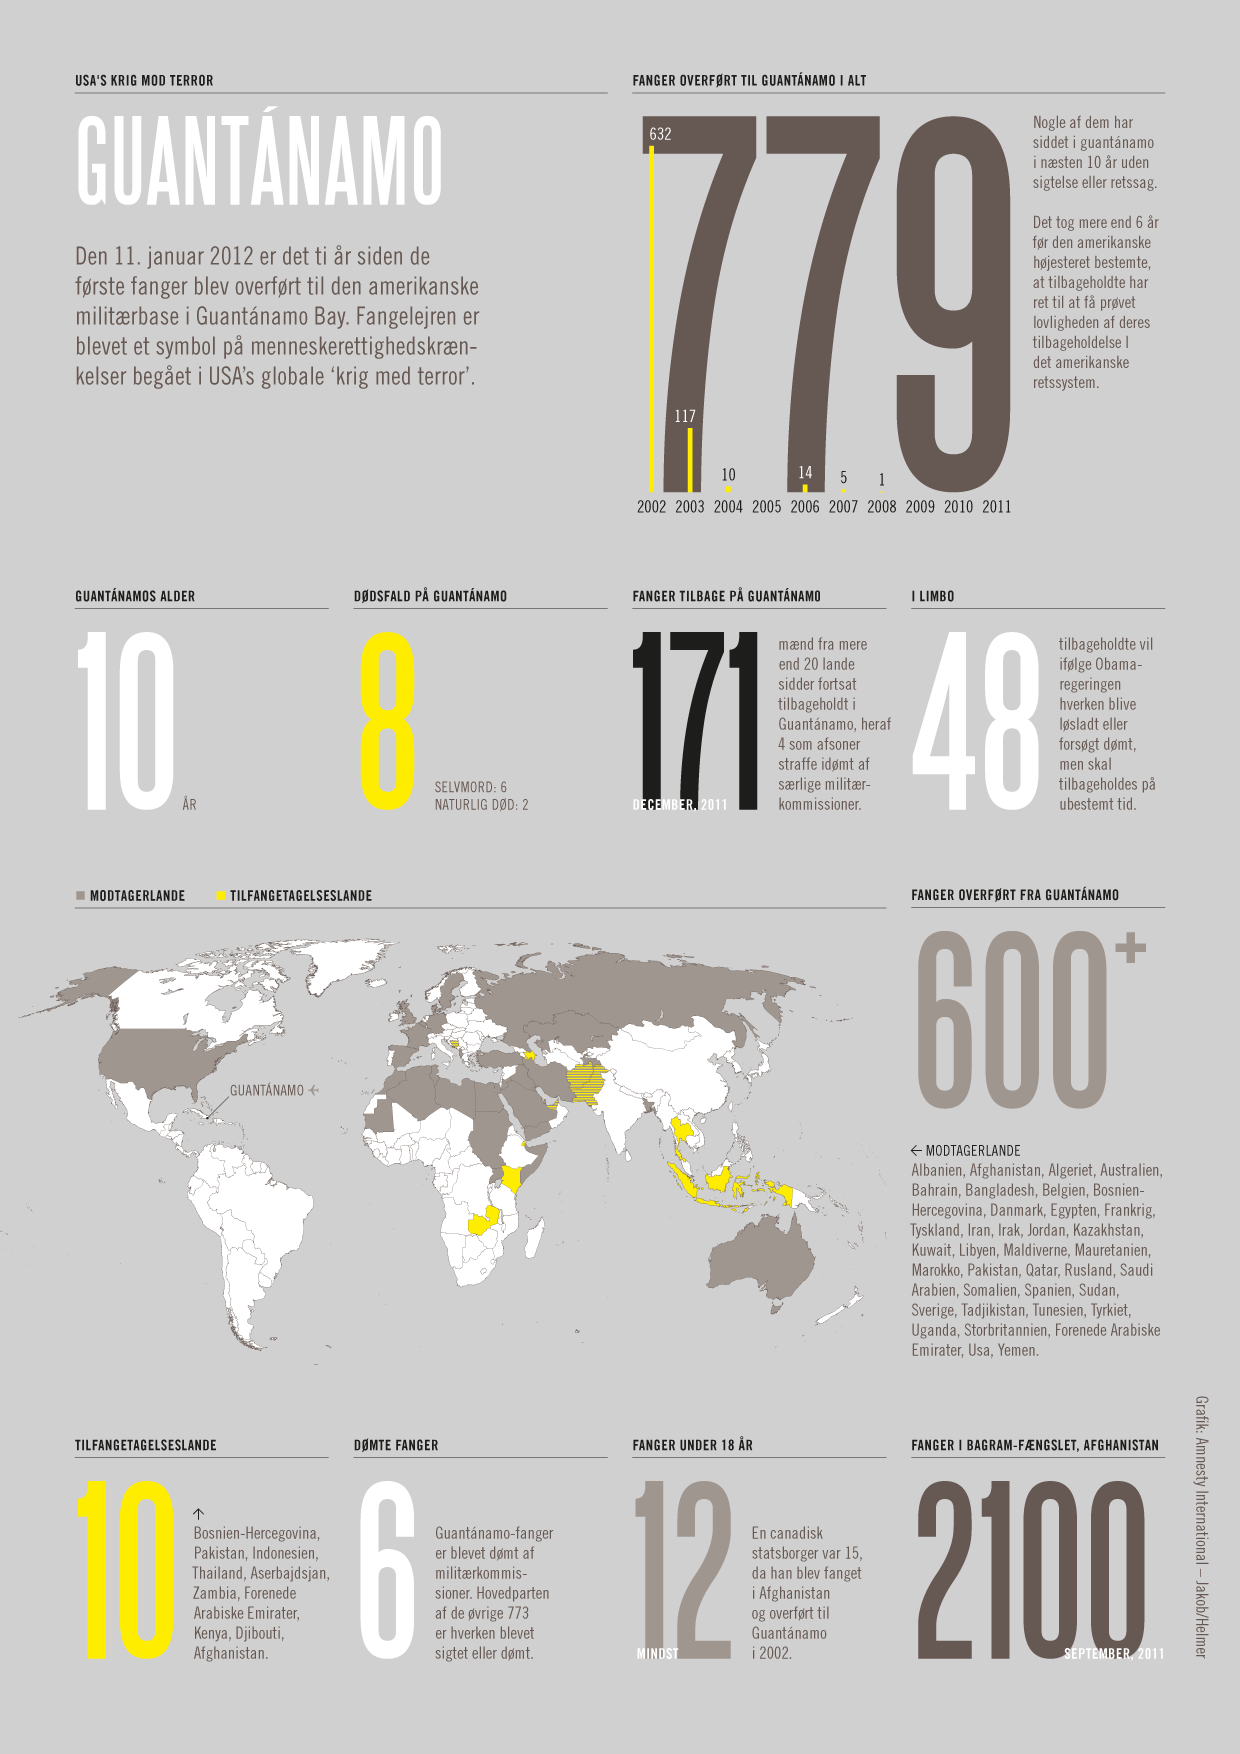 USA'S KRIG MOD TERROR
GUANTÁNAMO
Den 11. januar 2012 er det ti år siden de
første fanger blev overført til den amerikanske
militærbase i Guantánamo Bay. Fangelejren er
blevet et symbol på menneskerettighedskræn-
kelser begået i USA's globale 'krig med terror'.
FANGER OVERFØRT TIL GUANTÁNAMO I ALT
779
632
117
10
14
5
1
2002 2003 2004 2005 2006 2007 2008 2009 2010 2011
Nogle af dem har
siddet i guantánamo
i næsten 10 år uden
sigtelse eller retssag.
Det tog mere end 6 år
før den amerikanske
højesteret bestemte,
at tilbageholdte har
ret til at få prøvet
lovligheden af deres
tilbageholdelse I
det amerikanske
retssystem.
GUANTÁNAMOS ALDER
10
ÅR
DØDSFALD PÅ GUANTÁNAMO
8
SELVMORD: 6
NATURLIG DØD: 2
FANGER TILBAGE PÅ GUANTÁNAMO
171
DECEMBER, 2011
mænd fra mere
end 20 lande
sidder fortsat
tilbageholdt i
Guantánamo, heraf
4 som afsoner
straffe idømt af
særlige militær-
kommissioner.
I LIMBO
48
tilbageholdte vil
ifølge Obama-
regeringen
hverken blive
løsladt eller
forsøgt dømt,
men skal
tilbageholdes på
ubestemt tid.
MODTAGERLANDE
TILFANGETAGELSESLANDE
GUANTÁNAMO
FANGER OVERFØRT FRA GUANTÁNAMO
600+
← MODTAGERLANDE
Albanien, Afghanistan, Algeriet, Australien,
Bahrain, Bangladesh, Belgien, Bosnien-
Hercegovina, Danmark, Egypten, Frankrig,
Tyskland, Iran, Irak, Jordan, Kazakhstan,
Kuwait, Libyen, Maldiverne, Mauretanien,
Marokko, Pakistan, Qatar, Rusland, Saudi
Arabien, Somalien, Spanien, Sudan,
Sverige, Tadjikistan, Tunesien, Tyrkiet,
Uganda, Storbritannien, Forenede Arabiske
Emirater, Usa, Yemen.
TILFANGETAGELSESLANDE
10
↑
Bosnien-Hercegovina,
Pakistan, Indonesien,
Thailand, Aserbajdsjan,
Zambia, Forenede
Arabiske Emirater,
Kenya, Djibouti,
Afghanistan.
DØMTE FANGER
6
Guantánamo-fanger
er blevet dømt af
militærkommis-
sioner. Hovedparten
af de øvrige 773
er hverken blevet
sigtet eller dømt.
FANGER UNDER 18 ÅR
12
MINDST
En canadisk
statsborger var 15,
da han blev fanget
i Afghanistan
og overført til
Guantánamo
i 2002.
FANGER I BAGRAM-FÆNGSLET, AFGHANISTAN
2100
SEPTEMBER, 2011
Grafik: Amnesty International – Jakob/Helmer